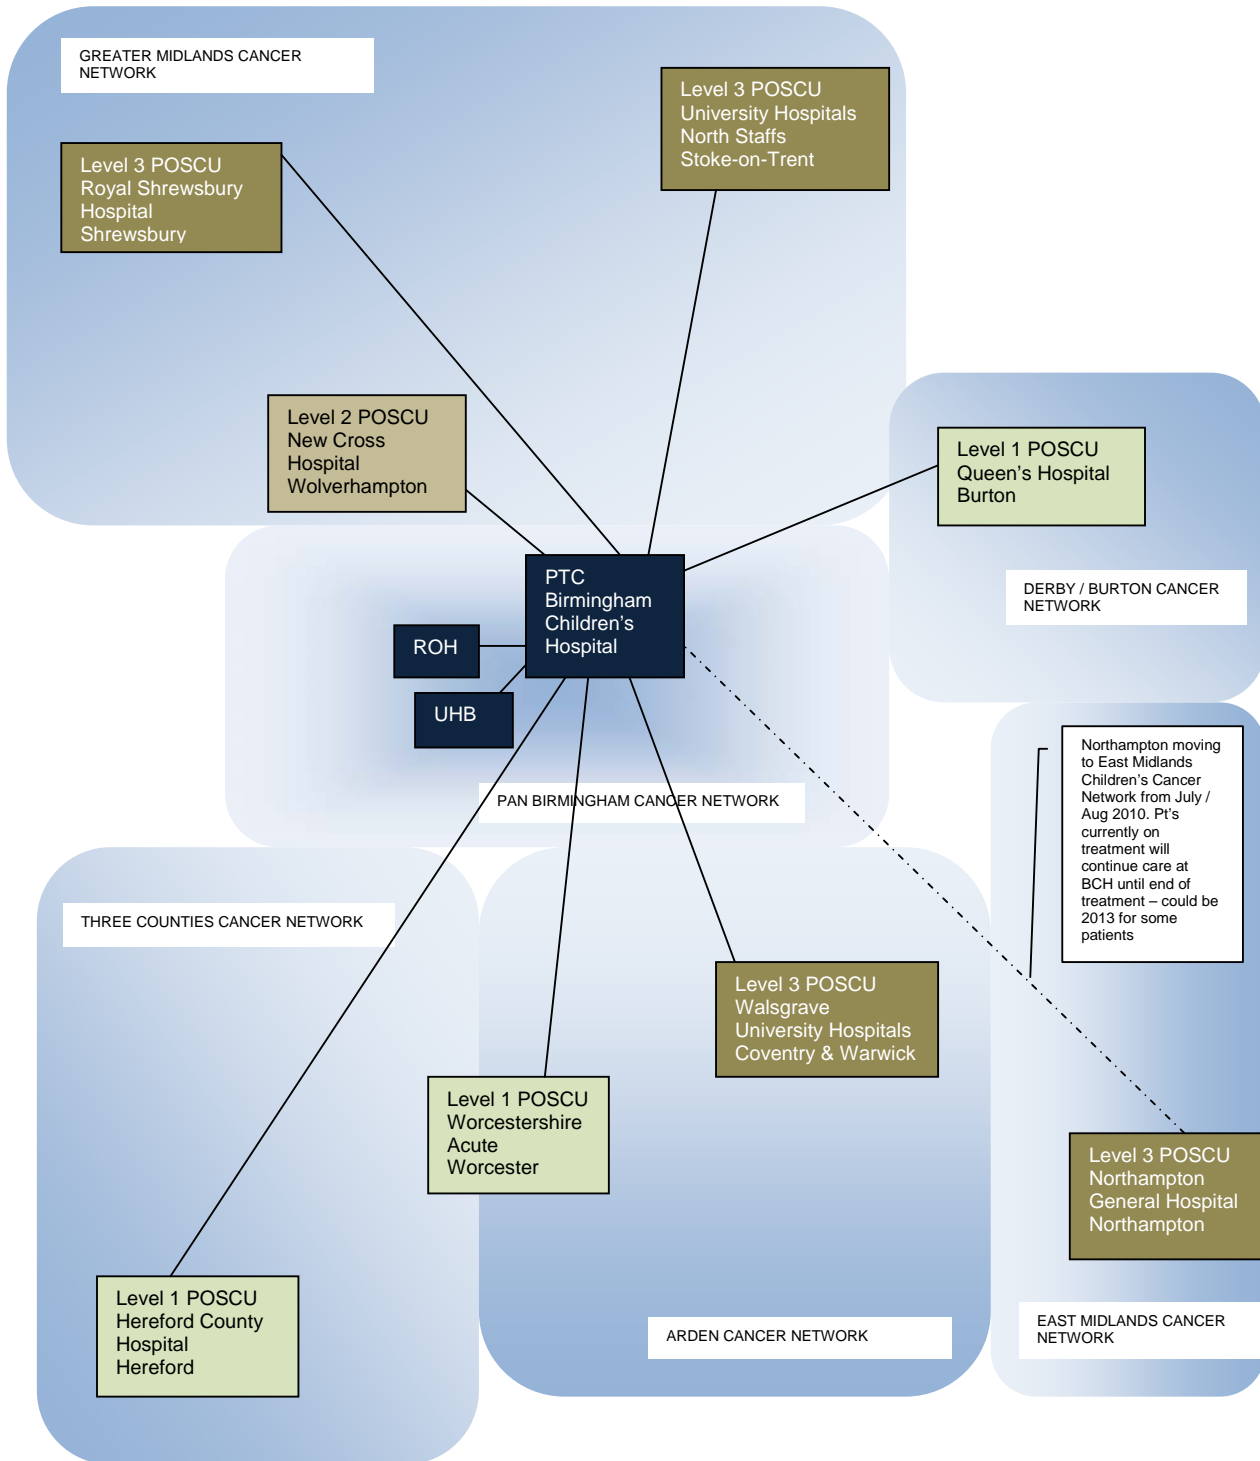 GREATER MIDLANDS CANCER
NETWORK
Level 3 POSCU
University Hospitals
North Staffs
Stoke-on-Trent
Level 3 POSCU
Royal Shrewsbury
Hospital
Shrewsbury
Level 2 POSCU
New Cross
Hospital
Wolverhampton
Level 1 POSCU
Queen's Hospital
Burton
DERBY / BURTON CANCER
NETWORK
PTC
Birmingham
Children's
Hospital
ROH
UHB
PAN BIRMINGHAM CANCER NETWORK
Northampton moving
to East Midlands
Children's Cancer
Network from July /
Aug 2010. Pt's
currently on
treatment will
continue care at
BCH until end of
treatment – could be
2013 for some
patients
THREE COUNTIES CANCER NETWORK
Level 3 POSCU
Walsgrave
University Hospitals
Coventry & Warwick
Level 1 POSCU
Worcestershire
Acute
Worcester
Level 3 POSCU
Northampton
General Hospital
Northampton
Level 1 POSCU
Hereford County
Hospital
Hereford
ARDEN CANCER NETWORK
EAST MIDLANDS CANCER
NETWORK